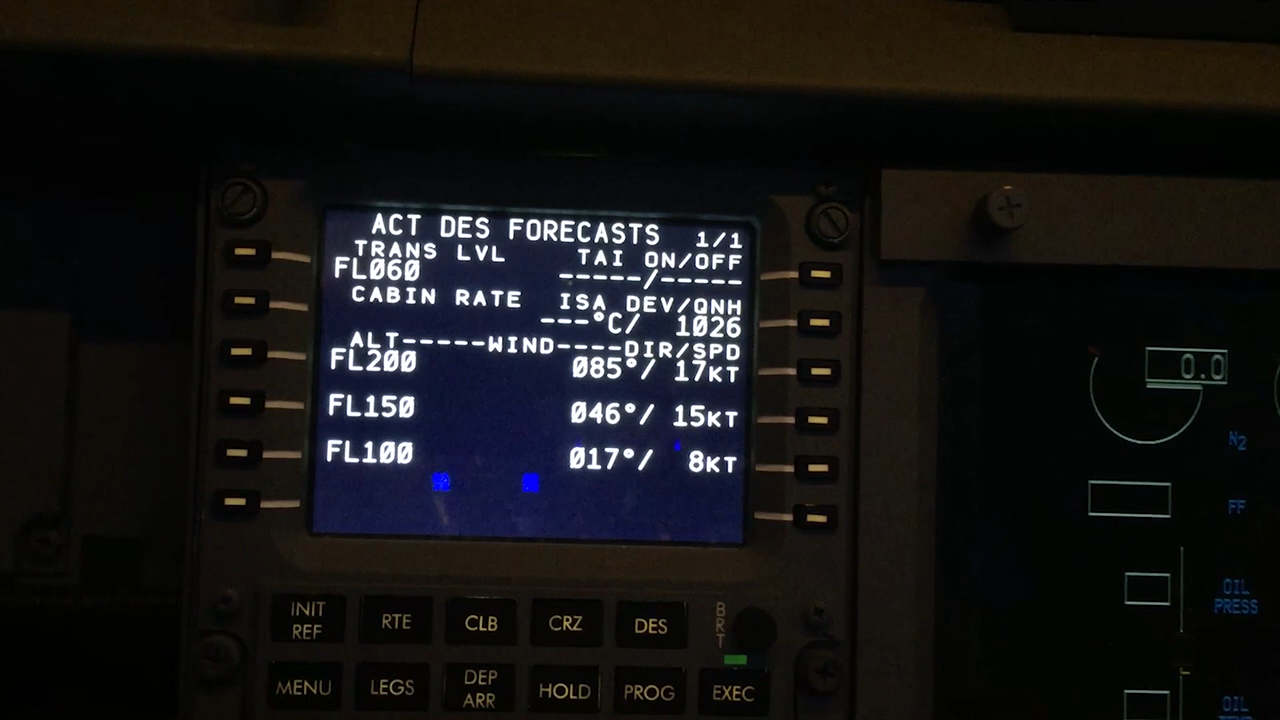 ACT DES FORECASTS 1/1
TRANS LVL TAI ON/OFF
FL060 -----/-----
CABIN RATE ISA DEV/QNH
---°C/ 1026
ALT-----WIND----DIR/SPD
FL200 085°/ 17KT
FL150 046°/ 15KT
FL100 017°/ 8KT
INIT REF
RTE
CLB
CRZ
DES
BRT
MENU
LEGS
DEP ARR
HOLD
PROG
EXEC
0.0
N2
FF
OIL PRESS
OIL